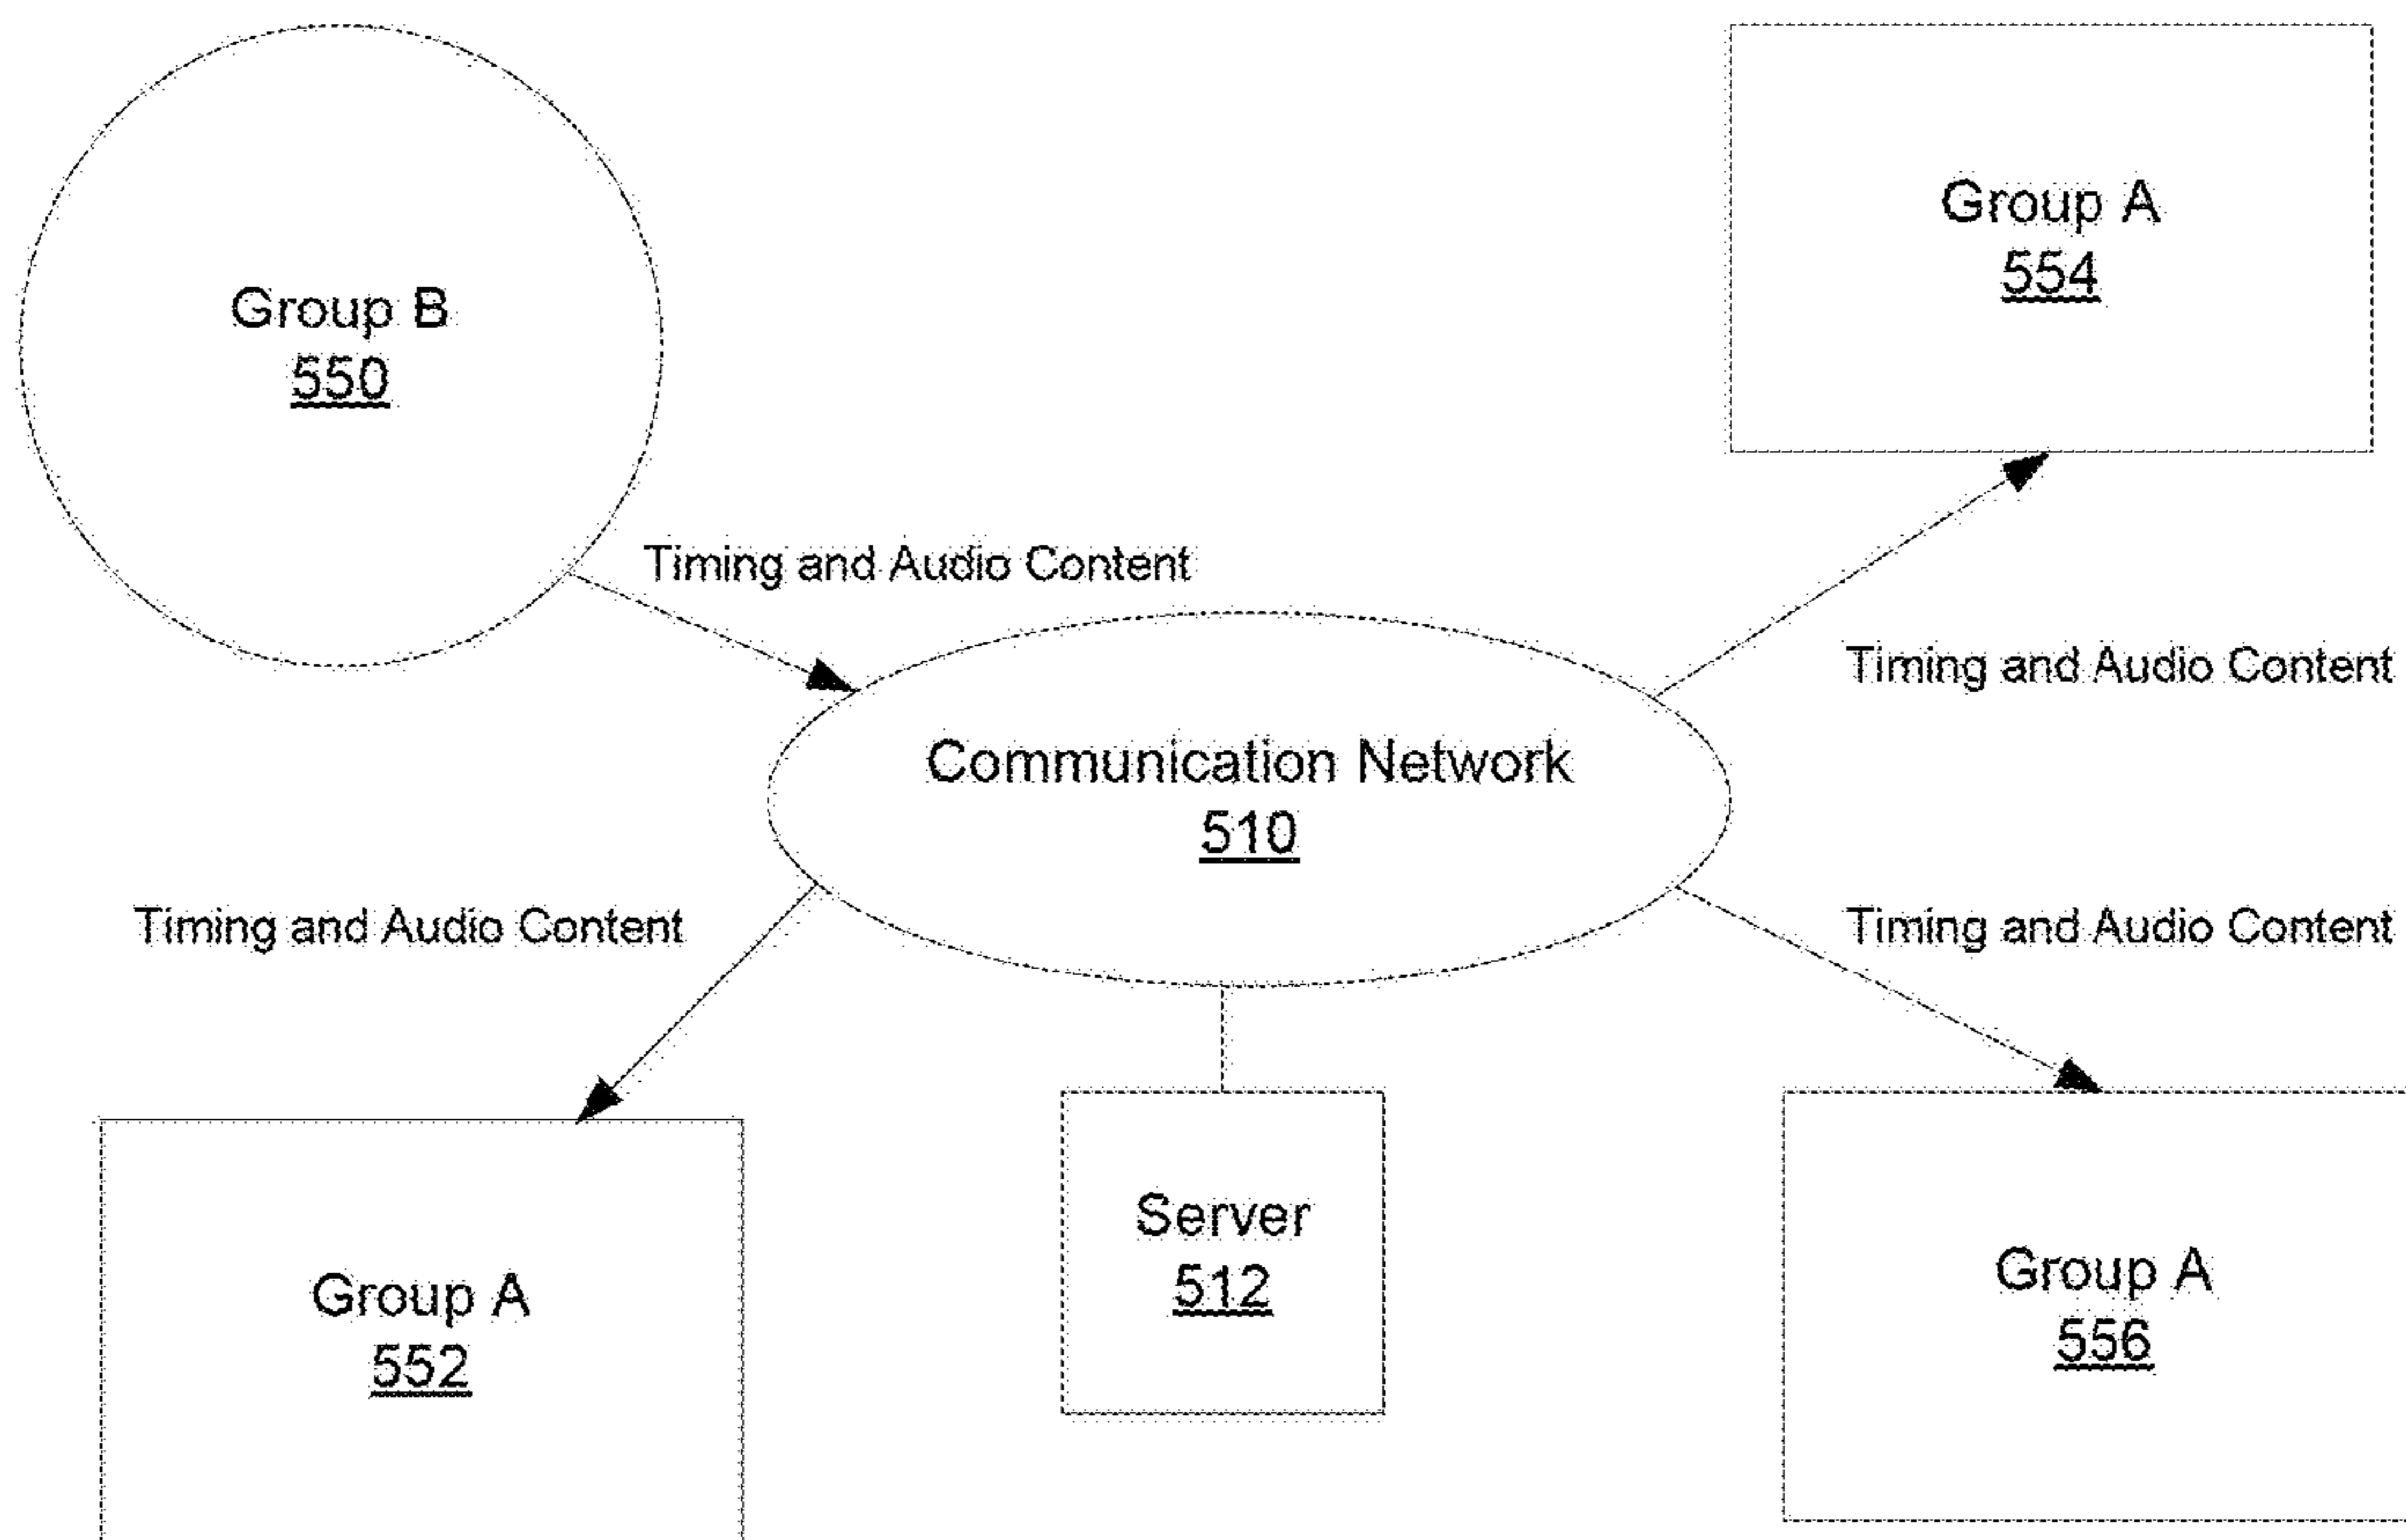 Group B
550
Group A
554
Timing and Audio Content
Timing and Audio Content
Communication Network
510
Timing and Audio Content
Timing and Audio Content
Server
512
Group A
552
Group A
556